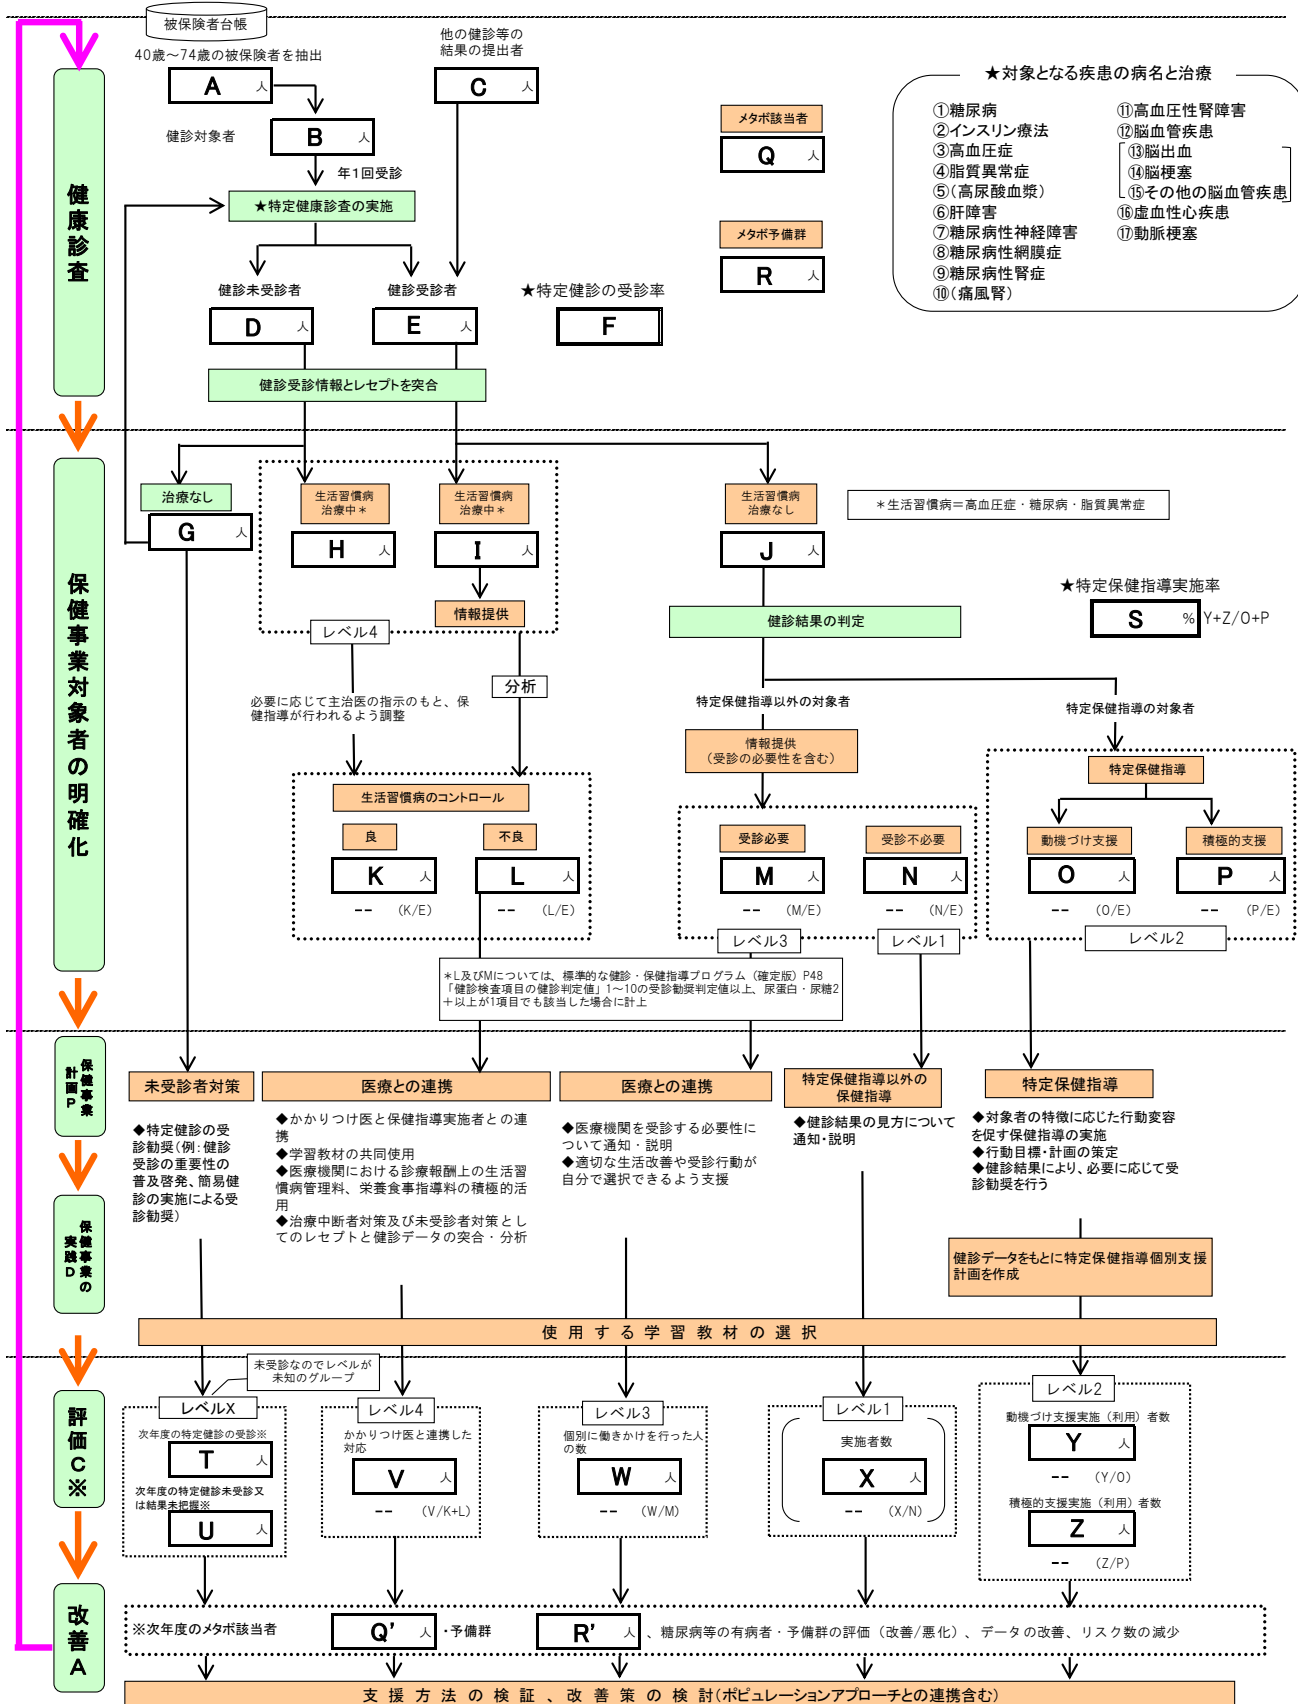 被保険者台帳
40歳～74歳の被保険者を抽出
A 人
他の健診等の
結果の提出者
C 人
健診対象者
B 人
年1回受診
★特定健康診査の実施
健診未受診者
D 人
健診受診者
E 人
★特定健診の受診率
F
メタボ該当者
Q 人
メタボ予備群
R 人
★対象となる疾患の病名と治療
①糖尿病
②インスリン療法
③高血圧症
④脂質異常症
⑤(高尿酸血漿)
⑥肝障害
⑦糖尿病性神経障害
⑧糖尿病性網膜症
⑨糖尿病性腎症
⑩(痛風腎)
⑪高血圧性腎障害
⑫脳血管疾患
⑬脳出血
⑭脳梗塞
⑮その他の脳血管疾患
⑯虚血性心疾患
⑰動脈梗塞
健診受診情報とレセプトを突合
健康診査
治療なし
G 人
生活習慣病
治療中＊
H 人
生活習慣病
治療中＊
I 人
情報提供
レベル4
生活習慣病
治療なし
J 人
＊生活習慣病＝高血圧症・糖尿病・脂質異常症
健診結果の判定
★特定保健指導実施率
S % Y+Z/O+P
保健事業対象者の明確化
必要に応じて主治医の指示のもと、保
健指導が行われるよう調整
分析
特定保健指導以外の対象者
特定保健指導の対象者
情報提供
(受診の必要性を含む)
生活習慣病のコントロール
良
K 人
-- (K/E)
不良
L 人
-- (L/E)
受診必要
M 人
-- (M/E)
レベル3
受診不必要
N 人
-- (N/E)
レベル1
特定保健指導
動機づけ支援
O 人
-- (O/E)
積極的支援
P 人
-- (P/E)
レベル2
＊L及びMについては、標準的な健診・保健指導プログラム（確定版）P48
「健診検査項目の健診判定値」1～10の受診勧奨判定値以上、尿蛋白・尿糖2
＋以上が1項目でも該当した場合に計上
保健事業
計画P
未受診者対策
◆特定健診の受
診勧奨(例:健診
受診の重要性の
普及啓発、簡易健
診の実施による受
診勧奨)
医療との連携
◆かかりつけ医と保健指導実施者との連
携
◆学習教材の共同使用
◆医療機関における診療報酬上の生活習
慣病管理料、栄養食事指導料の積極的活
用
◆治療中断者対策及び未受診者対策とし
てのレセプトと健診データの突合・分析
医療との連携
◆医療機関を受診する必要性に
ついて通知・説明
◆適切な生活改善や受診行動が
自分で選択できるよう支援
特定保健指導以外の
保健指導
◆健診結果の見方について
通知・説明
特定保健指導
◆対象者の特徴に応じた行動変容
を促す保健指導の実施
◆行動目標・計画の策定
◆健診結果により、必要に応じて受
診勧奨を行う
保健事業の
実践D
健診データをもとに特定保健指導個別支援
計画を作成
使用する学習教材の選択
評価C※
未受診なのでレベルが
未知のグループ
レベルX
次年度の特定健診の受診※
T 人
次年度の特定健診未受診又
は結果未把握※
U 人
レベル4
かかりつけ医と連携した
対応
V 人
-- (V/K+L)
レベル3
個別に働きかけを行った人
の数
W 人
-- (W/M)
レベル1
実施者数
X 人
-- (X/N)
レベル2
動機づけ支援実施（利用）者数
Y 人
-- (Y/O)
積極的支援実施（利用）者数
Z 人
-- (Z/P)
改善A
※次年度のメタボ該当者 Q' 人 ・予備群 R' 人 、糖尿病等の有病者・予備群の評価（改善/悪化）、データの改善、リスク数の減少
支援方法の検証、改善策の検討(ポピュレーションアプローチとの連携含む)